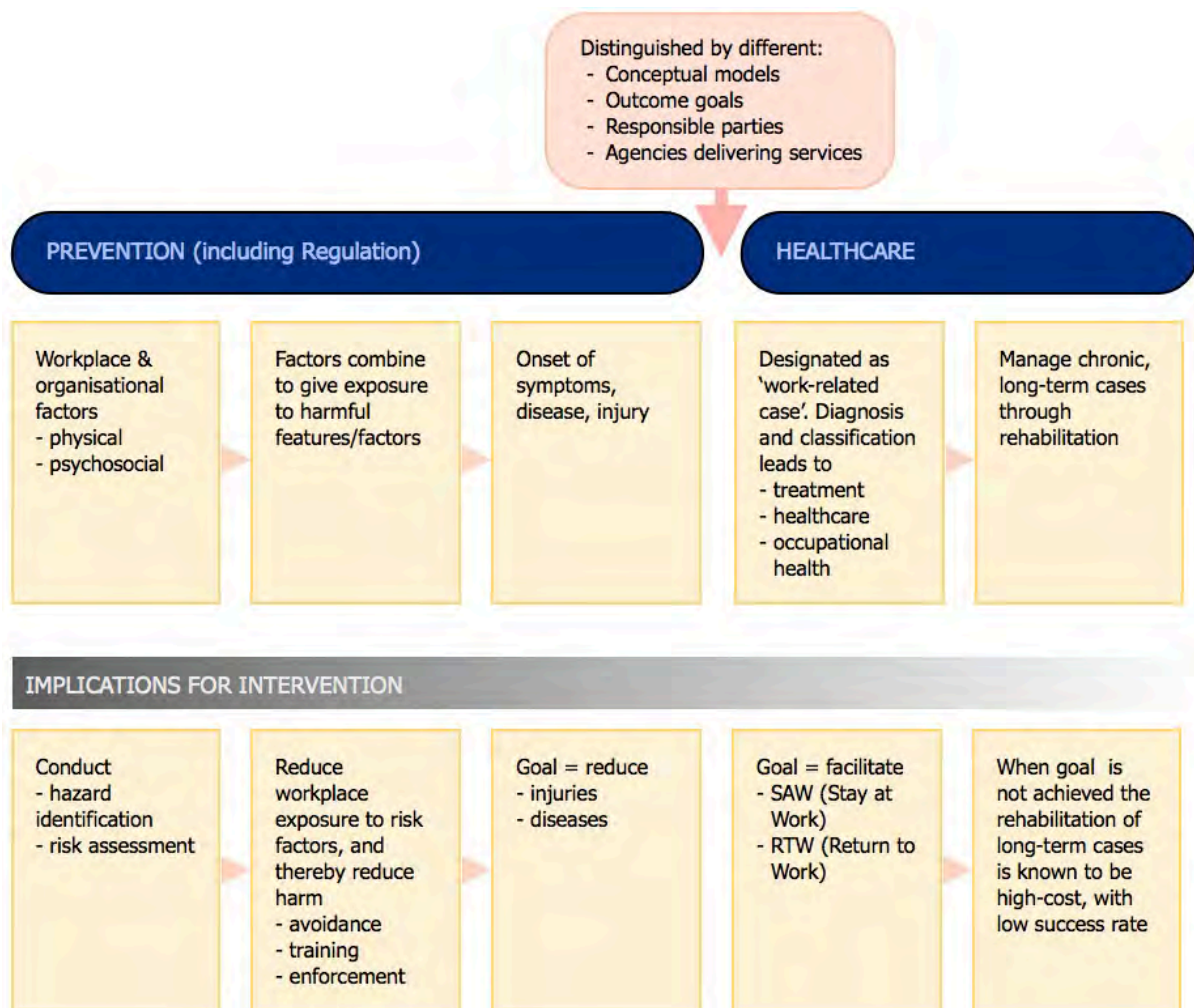 Distinguished by different:
- Conceptual models
- Outcome goals
- Responsible parties
- Agencies delivering services
PREVENTION (including Regulation)
HEALTHCARE
Workplace &
organisational
factors
- physical
- psychosocial
Factors combine
to give exposure
to harmful
features/factors
Onset of
symptoms,
disease, injury
Designated as
‘work-related
case’. Diagnosis
and classification
leads to
- treatment
- healthcare
- occupational
health
Manage chronic,
long-term cases
through
rehabilitation
IMPLICATIONS FOR INTERVENTION
Conduct
- hazard
identification
- risk assessment
Reduce
workplace
exposure to risk
factors, and
thereby reduce
harm
- avoidance
- training
- enforcement
Goal = reduce
- injuries
- diseases
Goal = facilitate
- SAW (Stay at
Work)
- RTW (Return to
Work)
When goal is
not achieved the
rehabilitation of
long-term cases
is known to be
high-cost, with
low success rate